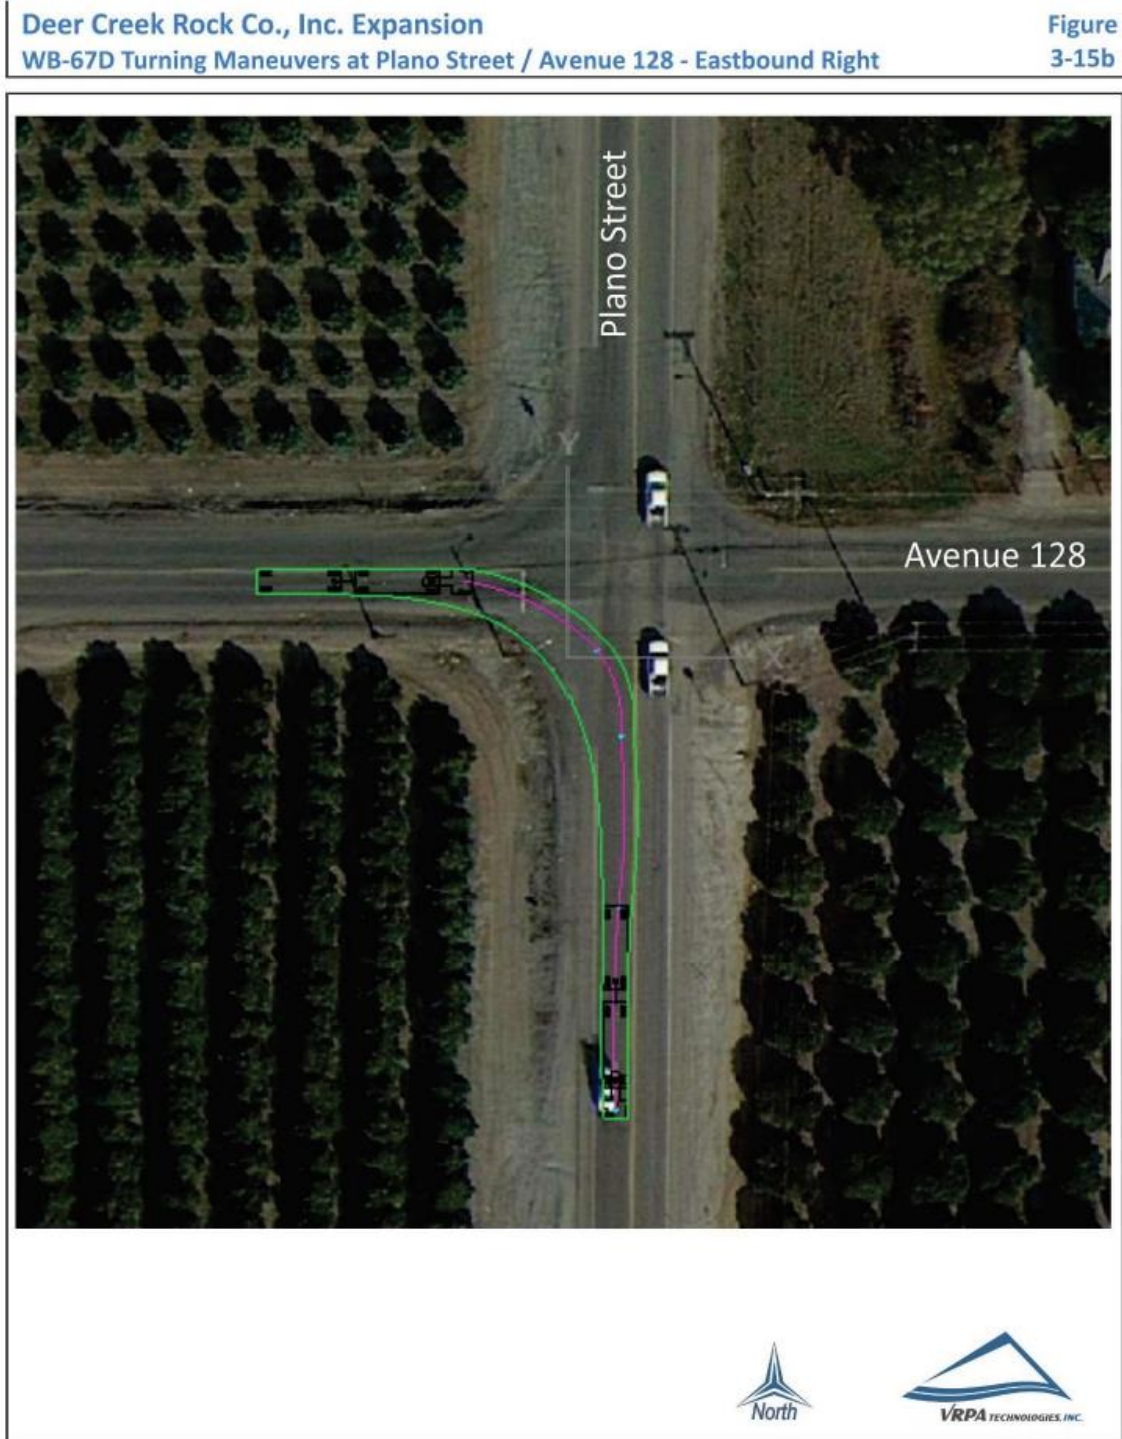 Deer Creek Rock Co., Inc. Expansion
Figure
WB-67D Turning Maneuvers at Plano Street / Avenue 128 - Eastbound Right
3-15b
Plano Street
Y
Avenue 128
X
North
VRPA TECHNOLOGIES, INC.